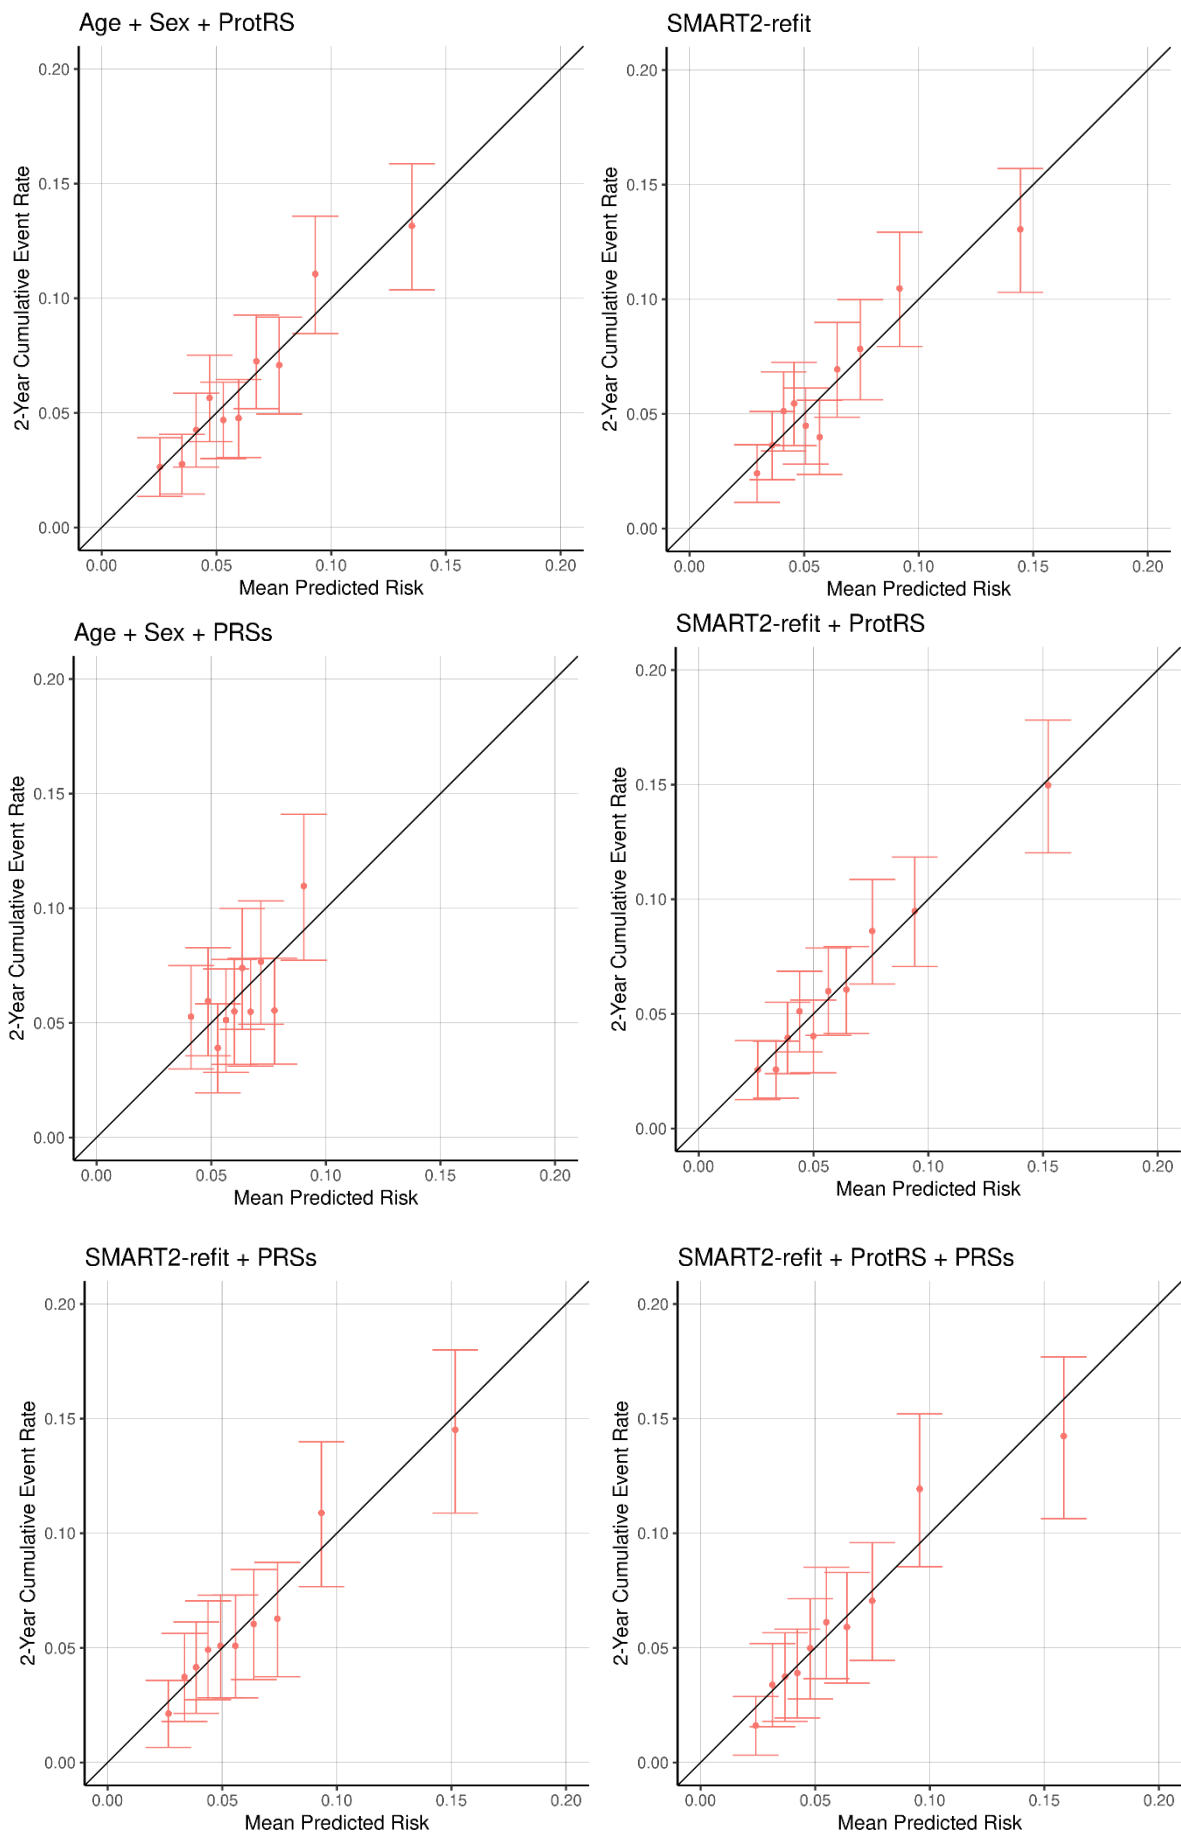 Age + Sex + ProtRS
2-Year Cumulative Event Rate
0.20
0.15
0.10
0.05
0.00
0.00 0.05 0.10 0.15 0.20
Mean Predicted Risk
SMART2-refit
2-Year Cumulative Event Rate
0.20
0.15
0.10
0.05
0.00
0.00 0.05 0.10 0.15 0.20
Mean Predicted Risk
Age + Sex + PRSs
2-Year Cumulative Event Rate
0.20
0.15
0.10
0.05
0.00
0.00 0.05 0.10 0.15 0.20
Mean Predicted Risk
SMART2-refit + ProtRS
2-Year Cumulative Event Rate
0.20
0.15
0.10
0.05
0.00
0.00 0.05 0.10 0.15 0.20
Mean Predicted Risk
SMART2-refit + PRSs
2-Year Cumulative Event Rate
0.20
0.15
0.10
0.05
0.00
0.00 0.05 0.10 0.15 0.20
Mean Predicted Risk
SMART2-refit + ProtRS + PRSs
2-Year Cumulative Event Rate
0.20
0.15
0.10
0.05
0.00
0.00 0.05 0.10 0.15 0.20
Mean Predicted Risk